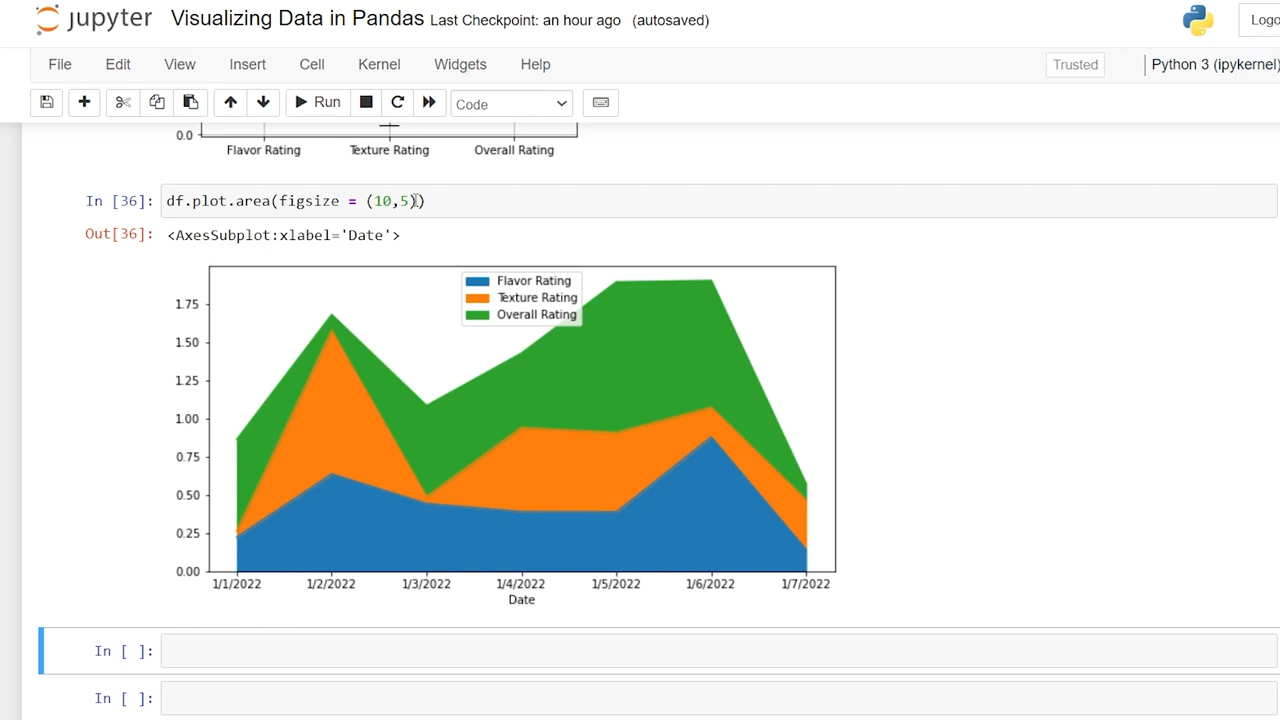 jupyter Visualizing Data in Pandas Last Checkpoint: an hour ago (autosaved)
Logo
File Edit View Insert Cell Kernel Widgets Help Trusted Python 3 (ipykernel)
Run Code
0.0
Flavor Rating Texture Rating Overall Rating
In [36]: df.plot.area(figsize = (10,5))
Out[36]: <AxesSubplot:xlabel='Date'>
Flavor Rating
Texture Rating
Overall Rating
1.75
1.50
1.25
1.00
0.75
0.50
0.25
0.00
1/1/2022 1/2/2022 1/3/2022 1/4/2022 1/5/2022 1/6/2022 1/7/2022
Date
In [ ]:
In [ ]: